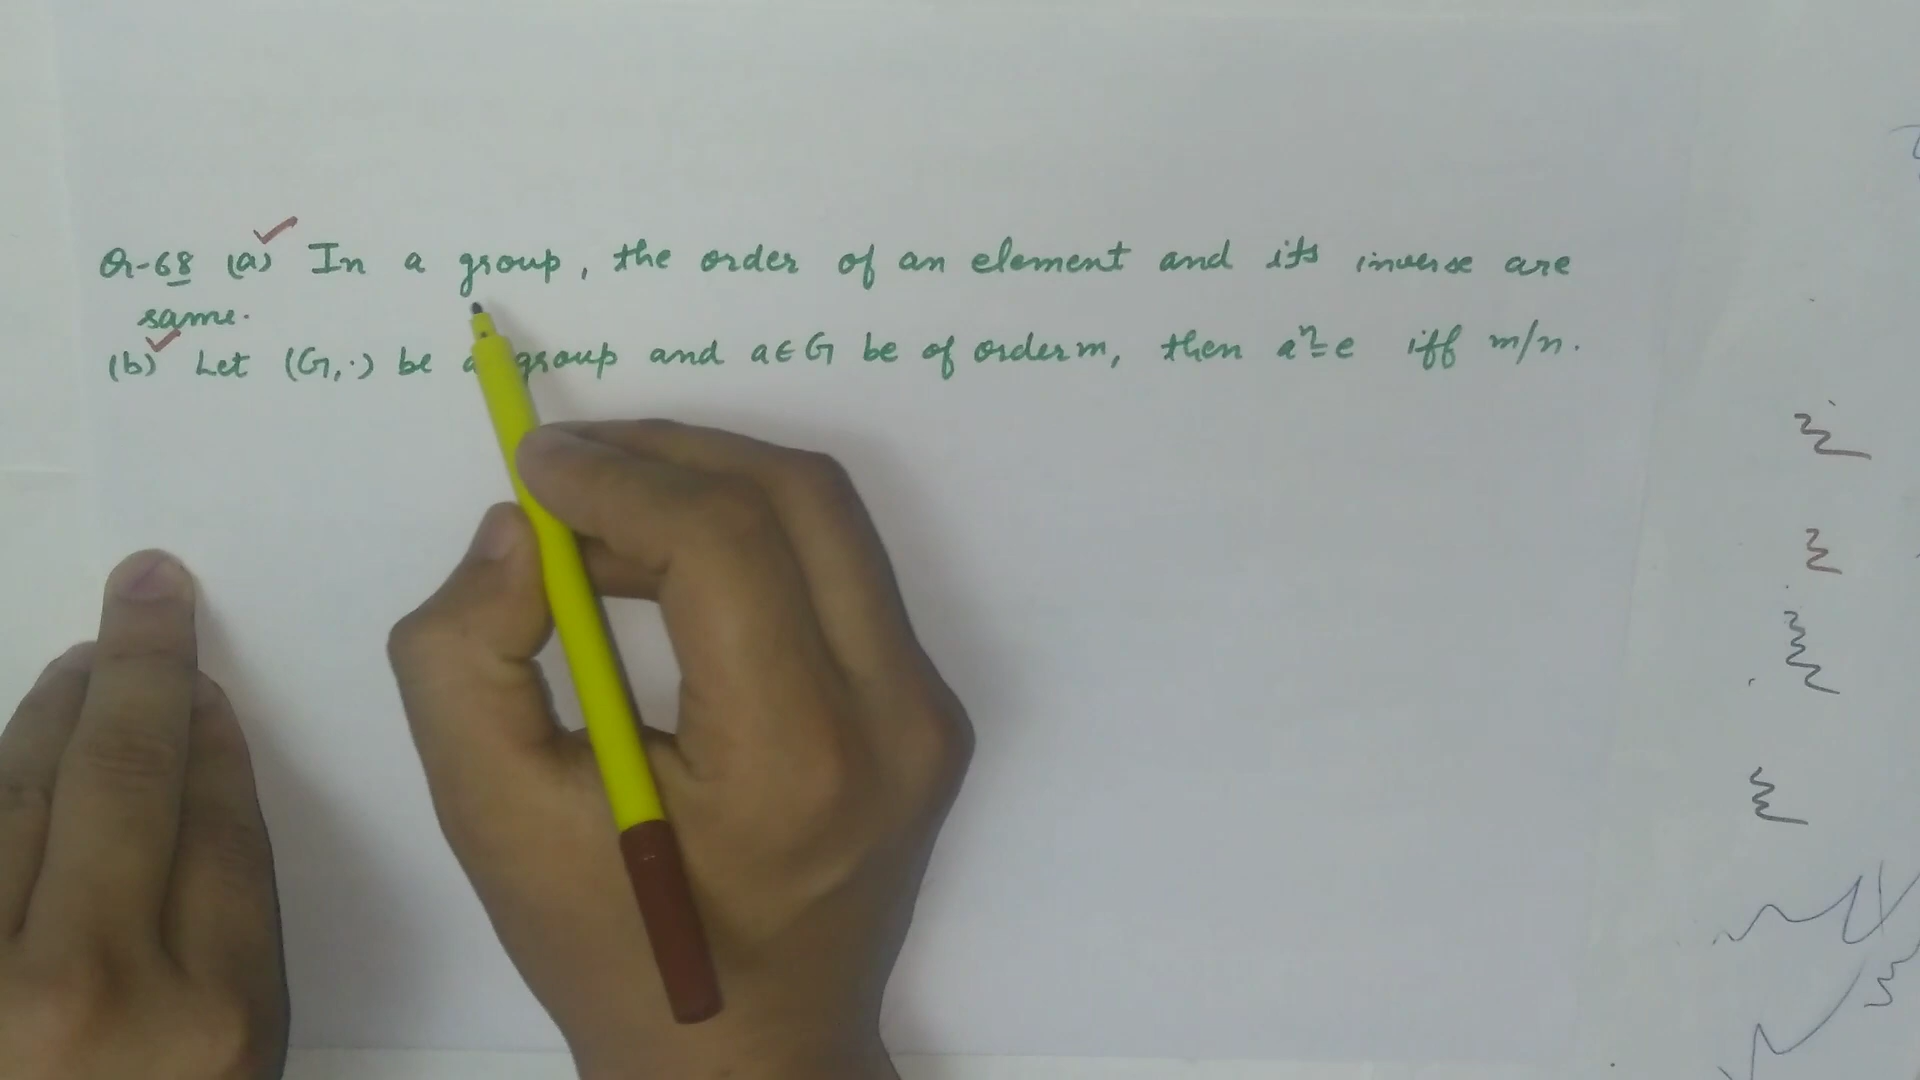 Q-68 (a) In a group, the order of an element and its inverse are
same.
(b) Let (G, ·) be a group and a ∈ G be of order m, then aⁿ = e iff m/n.